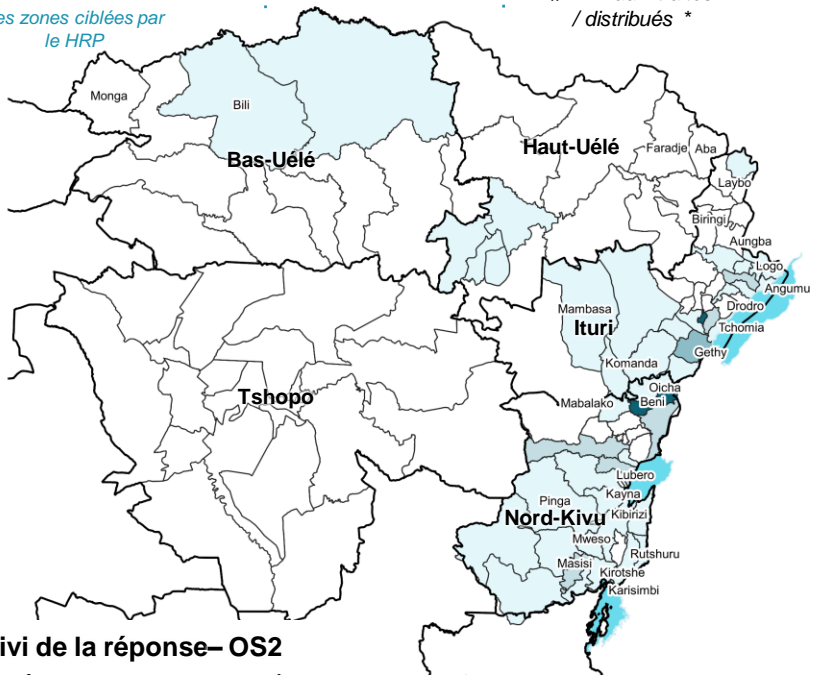 es zones ciblées par
le HRP
/ distribués *
Monga
Bili
Bas-Uélé
Haut-Uélé
Faradje
Aba
Laybo
Biringi
Aungba
Logo
Angumu
Mambasa
Drodro
Ituri
Tchomia
Gethy
Komanda
Oicha
Tshopo
Mabalako
Beni
Lubero
Kayna
Pinga
Nord-Kivu
Kibirizi
Mweso
Rutshuru
Masisi
Kirotshe
Karisimbi
ivi de la réponse– OS2